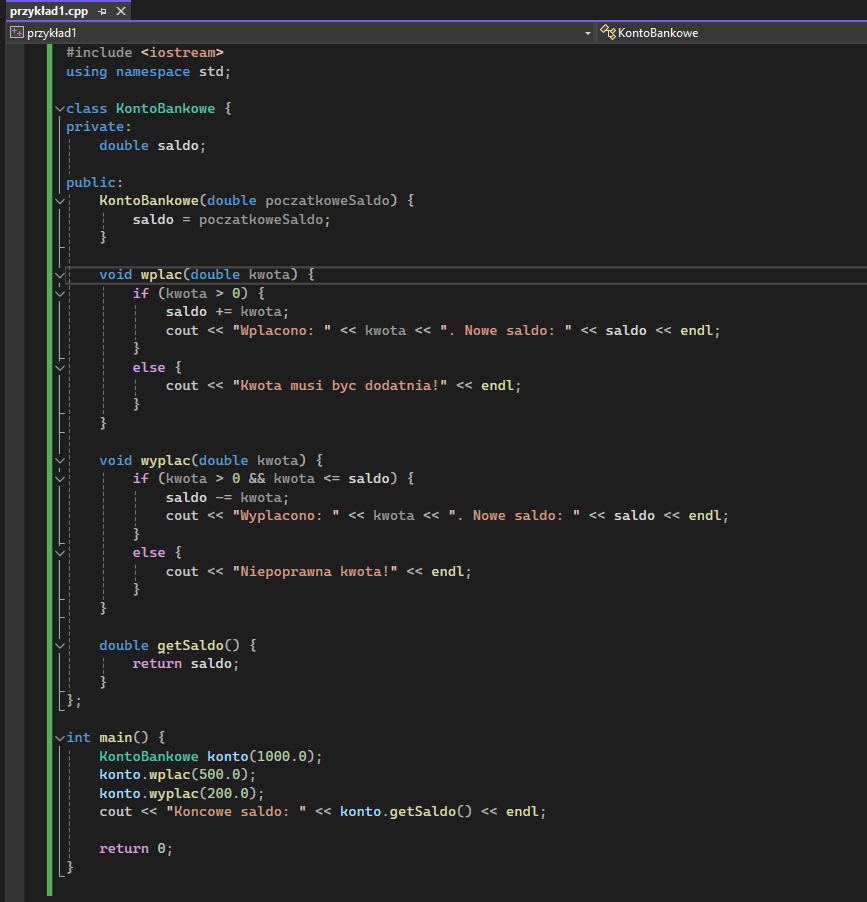 przykład1.cpp
przykład1 KontoBankowe
#include <iostream>
using namespace std;

class KontoBankowe {
private:
    double saldo;

public:
    KontoBankowe(double poczatkoweSaldo) {
        saldo = poczatkoweSaldo;
    }

    void wplac(double kwota) {
        if (kwota > 0) {
            saldo += kwota;
            cout << "Wplacono: " << kwota << ". Nowe saldo: " << saldo << endl;
        }
        else {
            cout << "Kwota musi byc dodatnia!" << endl;
        }
    }

    void wyplac(double kwota) {
        if (kwota > 0 && kwota <= saldo) {
            saldo -= kwota;
            cout << "Wyplacono: " << kwota << ". Nowe saldo: " << saldo << endl;
        }
        else {
            cout << "Niepoprawna kwota!" << endl;
        }
    }

    double getSaldo() {
        return saldo;
    }
};

int main() {
    KontoBankowe konto(1000.0);
    konto.wplac(500.0);
    konto.wyplac(200.0);
    cout << "Koncowe saldo: " << konto.getSaldo() << endl;

    return 0;
}